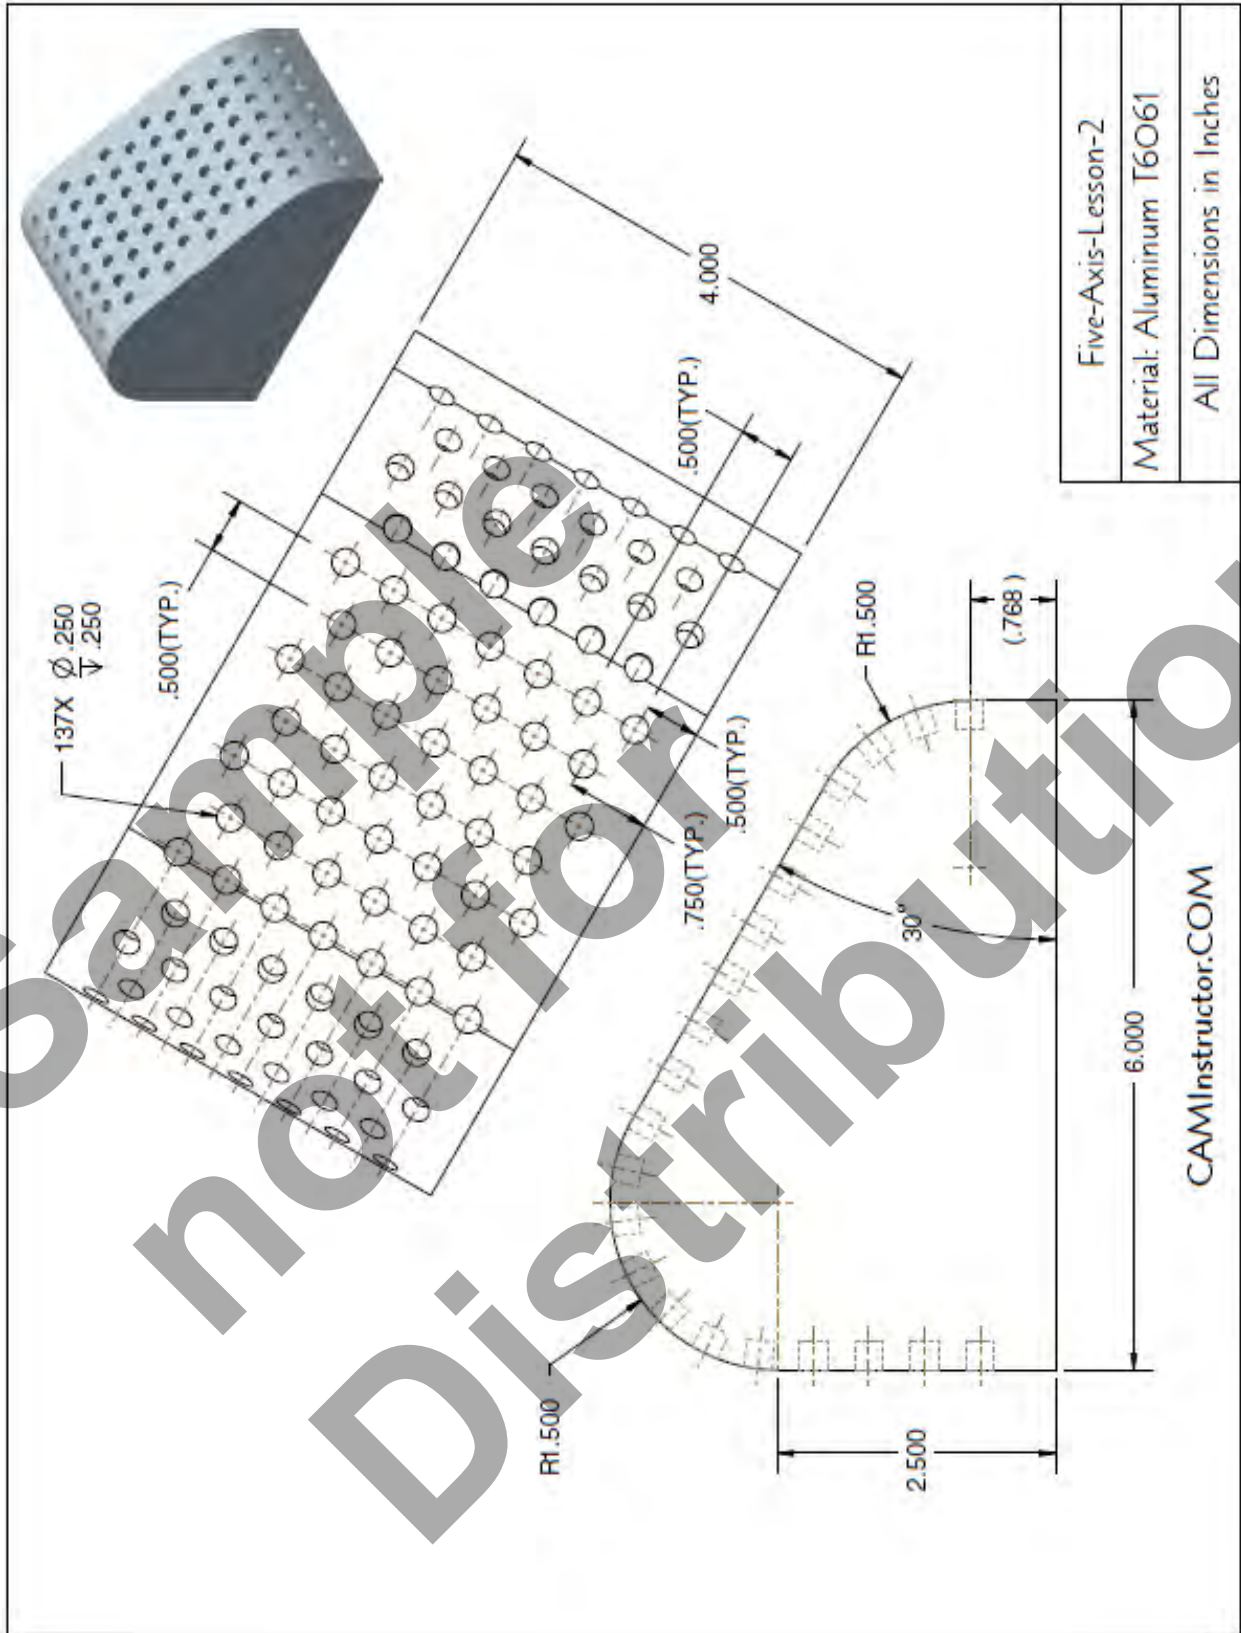 137X Ø .250
↧ .250
.500(TYP.)
4.000
.500(TYP.)
.750(TYP.)
.500(TYP.)
R1.500
R1.500
30°
(.768)
2.500
6.000
CAMInstructor.COM
Five-Axis-Lesson-2
Material: Aluminum T6O61
All Dimensions in Inches
Sample
not for
Distribution